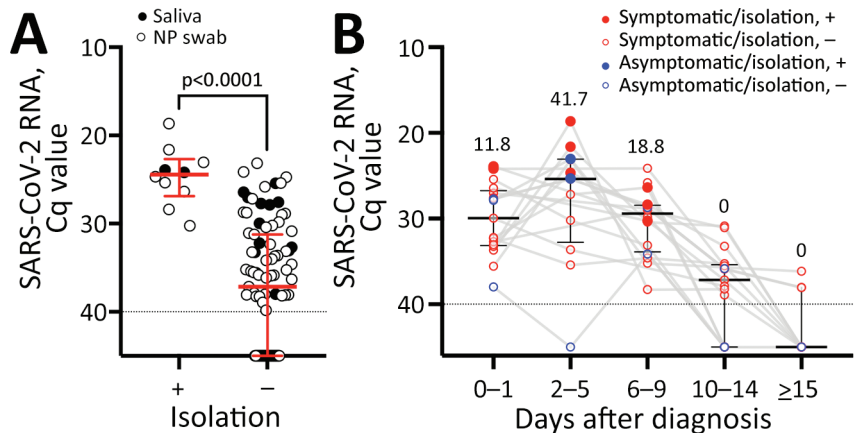 A
Saliva
NP swab
SARS-CoV-2 RNA,
Cq value
10
20
30
40
p<0.0001
+
–
Isolation
B
Symptomatic/isolation, +
Symptomatic/isolation, –
Asymptomatic/isolation, +
Asymptomatic/isolation, –
SARS-CoV-2 RNA,
Cq value
10
20
30
40
11.8
41.7
18.8
0
0
0–1
2–5
6–9
10–14
≥15
Days after diagnosis